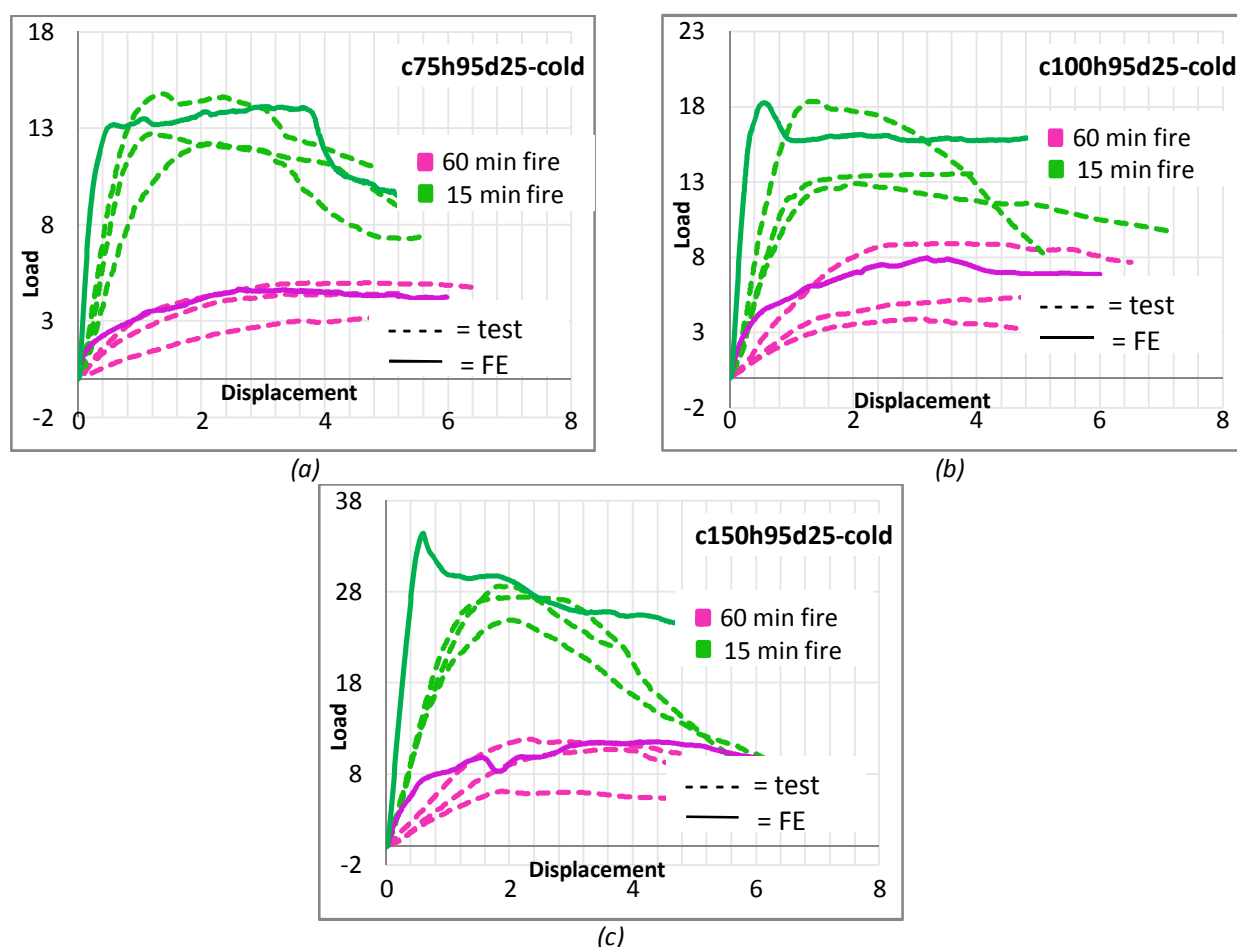 18
c75h95d25-cold
13
60 min fire
15 min fire
8
Load
3
= test
= FE
Displacement
-2
0 2 4 6 8
(a)
23
c100h95d25-cold
18
60 min fire
15 min fire
13
Load
8
= test
3
= FE
Displacement
-2
0 2 4 6 8
(b)
38
c150h95d25-cold
28
60 min fire
15 min fire
18
Load
8
= test
= FE
-2
Displacement
0 2 4 6 8
(c)